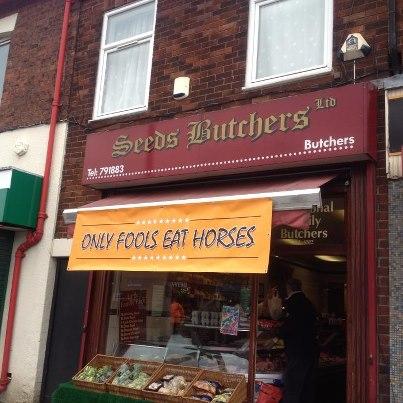 Seeds Butchers Ltd
Butchers
Tel: 791883
ONLY FOOLS EAT HORSES
Butchers